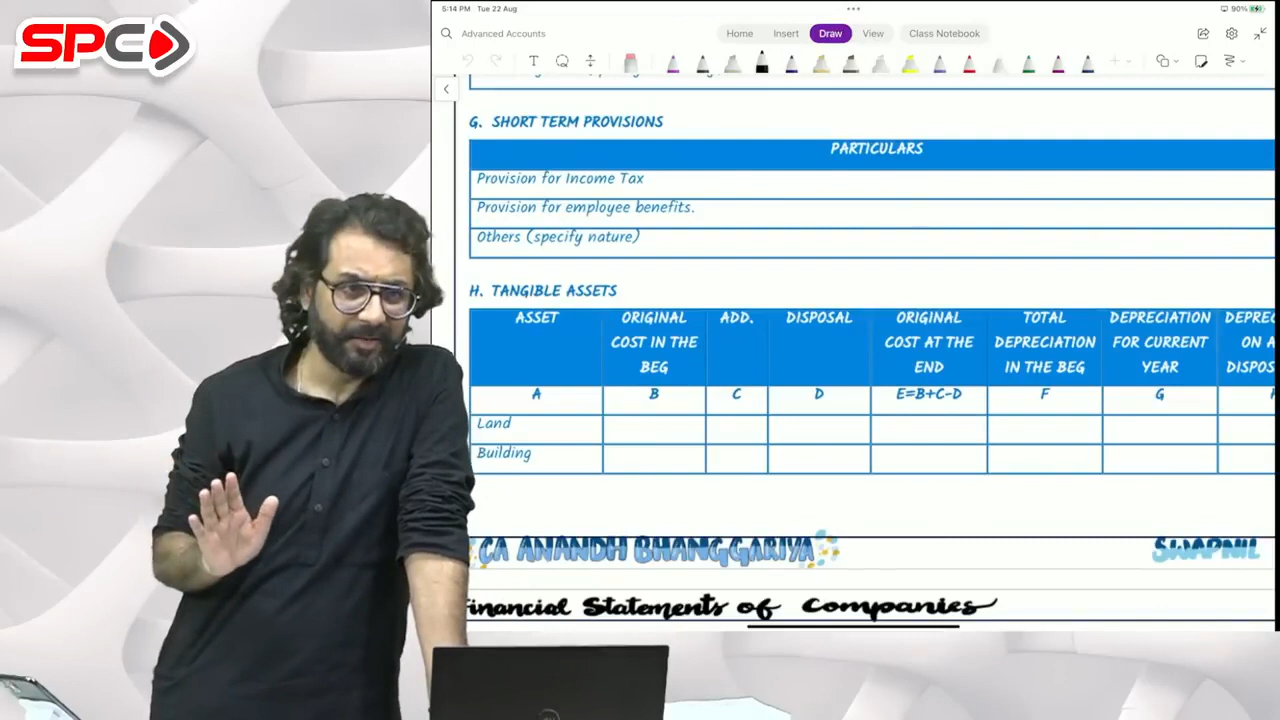 SPC
5:14 PM Tue 22 Aug
90%
Advanced Accounts
Home Insert Draw View Class Notebook
G. SHORT TERM PROVISIONS
PARTICULARS
Provision for Income Tax
Provision for employee benefits.
Others (specify nature)
H. TANGIBLE ASSETS
ASSET ORIGINAL COST IN THE BEG ADD. DISPOSAL ORIGINAL COST AT THE END TOTAL DEPRECIATION IN THE BEG DEPRECIATION FOR CURRENT YEAR
A B C D E=B+C-D F G
Land
Building
CA ANANDH BHANGGARIYA SWAPNIL
inancial Statements of Companies